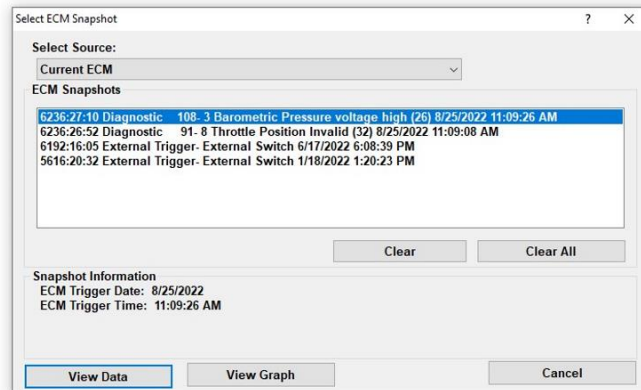 Select ECM Snapshot ? X
Select Source:
Current ECM
ECM Snapshots
6236:27:10 Diagnostic 108- 3 Barometric Pressure voltage high (26) 8/25/2022 11:09:26 AM
6236:26:52 Diagnostic 91- 8 Throttle Position Invalid (32) 8/25/2022 11:09:08 AM
6192:16:05 External Trigger- External Switch 6/17/2022 6:08:39 PM
5616:20:32 External Trigger- External Switch 1/18/2022 1:20:23 PM
Clear Clear All
Snapshot Information
ECM Trigger Date: 8/25/2022
ECM Trigger Time: 11:09:26 AM
View Data View Graph Cancel